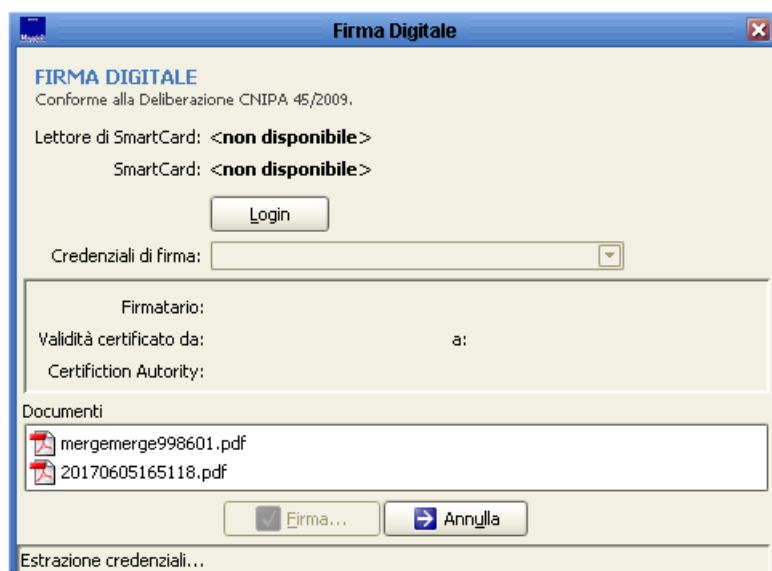 Firma Digitale
FIRMA DIGITALE
Conforme alla Deliberazione CNIPA 45/2009.
Lettore di SmartCard: <non disponibile>
SmartCard: <non disponibile>
Login
Credenziali di firma:
Firmatario:
Validità certificato da: a:
Certifiction Autority:
Documenti
mergemerge998601.pdf
20170605165118.pdf
Firma... Annulla
Estrazione credenziali...